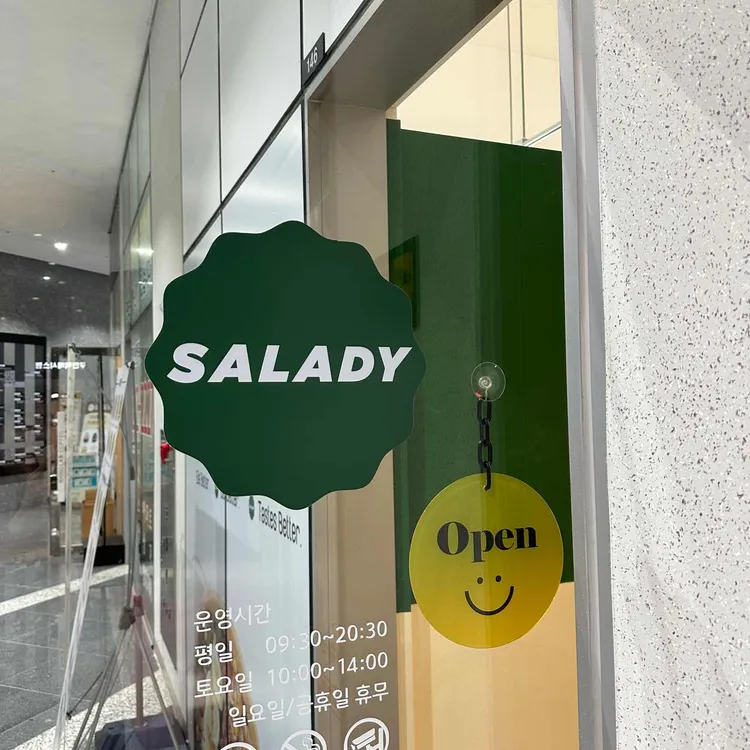 146
SALADY
Open
Tastes Better.
운영시간
평일 09:30~20:30
토요일 10:00~14:00
일요일/공휴일 휴무